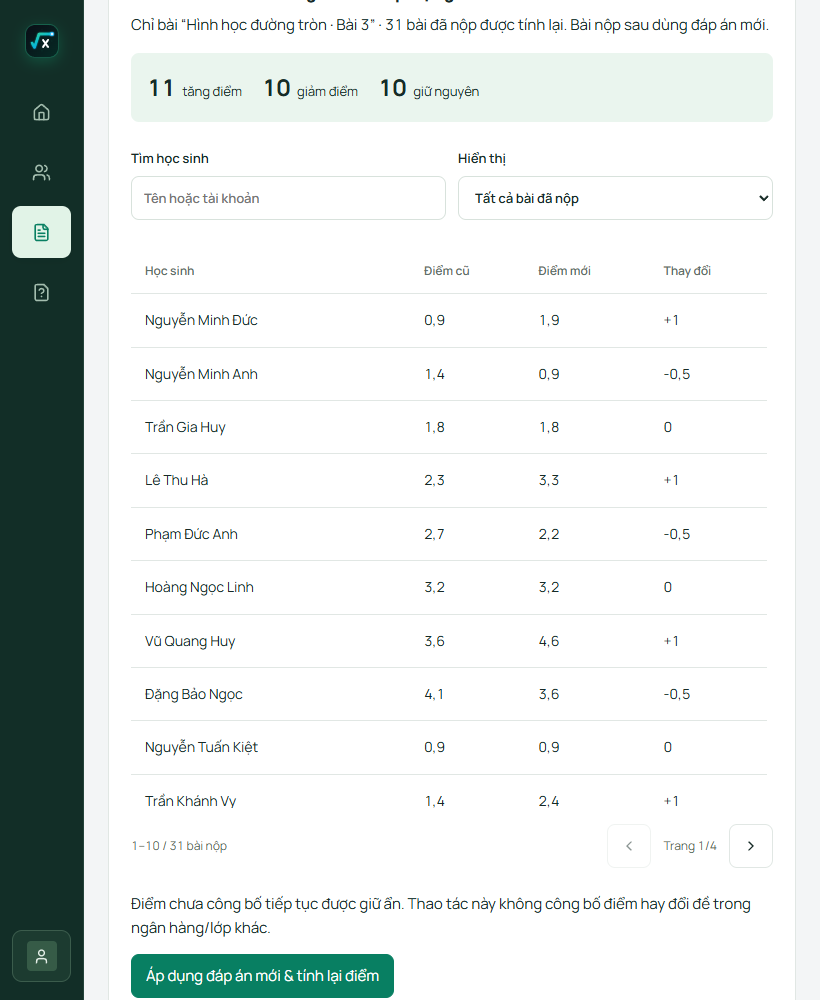 Chỉ bài “Hình học đường tròn · Bài 3” · 31 bài đã nộp được tính lại. Bài nộp sau dùng đáp án mới.
11 tăng điểm 10 giảm điểm 10 giữ nguyên
Tìm học sinh Hiển thị
Tên hoặc tài khoản Tất cả bài đã nộp
Học sinh Điểm cũ Điểm mới Thay đổi
Nguyễn Minh Đức 0,9 1,9 +1
Nguyễn Minh Anh 1,4 0,9 -0,5
Trần Gia Huy 1,8 1,8 0
Lê Thu Hà 2,3 3,3 +1
Phạm Đức Anh 2,7 2,2 -0,5
Hoàng Ngọc Linh 3,2 3,2 0
Vũ Quang Huy 3,6 4,6 +1
Đặng Bảo Ngọc 4,1 3,6 -0,5
Nguyễn Tuấn Kiệt 0,9 0,9 0
Trần Khánh Vy 1,4 2,4 +1
1–10 / 31 bài nộp Trang 1/4
Điểm chưa công bố tiếp tục được giữ ẩn. Thao tác này không công bố điểm hay đổi đề trong
ngân hàng/lớp khác.
Áp dụng đáp án mới & tính lại điểm